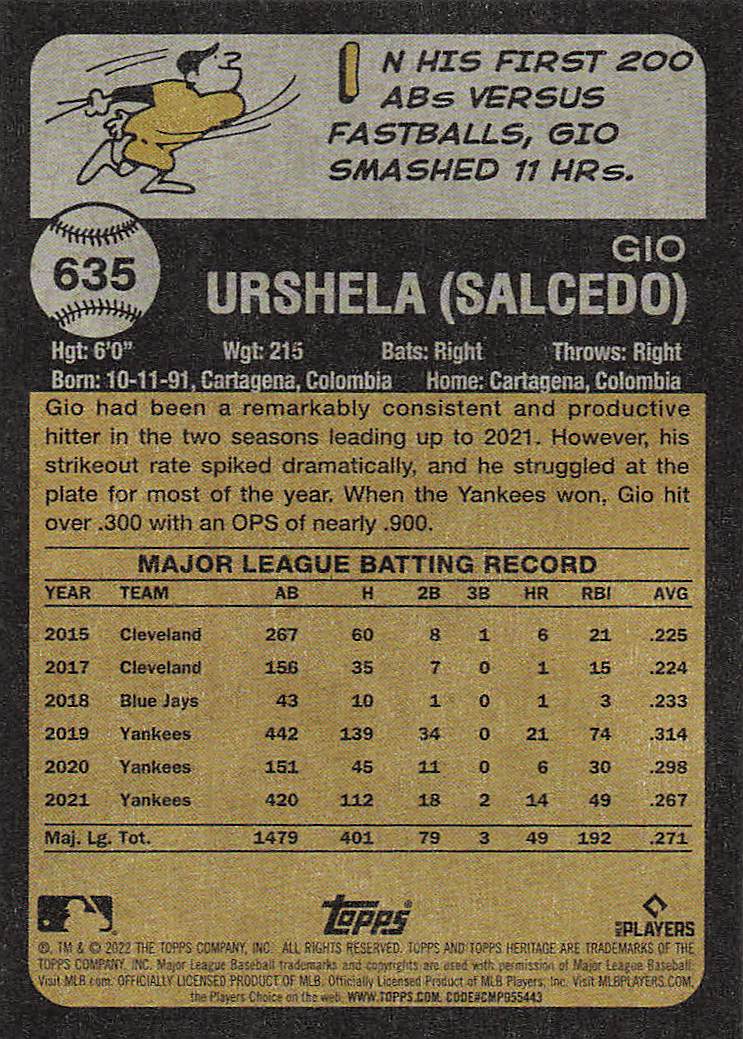 IN HIS FIRST 200
ABs VERSUS
FASTBALLS, GIO
SMASHED 11 HRs.
635
GIO
URSHELA (SALCEDO)
Hgt: 6'0" Wgt: 215 Bats: Right Throws: Right
Born: 10-11-91, Cartagena, Colombia Home: Cartagena, Colombia
Gio had been a remarkably consistent and productive
hitter in the two seasons leading up to 2021. However, his
strikeout rate spiked dramatically, and he struggled at the
plate for most of the year. When the Yankees won, Gio hit
over .300 with an OPS of nearly .900.
MAJOR LEAGUE BATTING RECORD
YEAR TEAM AB H 2B 3B HR RBI AVG
2015 Cleveland 267 60 8 1 6 21 .225
2017 Cleveland 156 35 7 0 1 15 .224
2018 Blue Jays 43 10 1 0 1 3 .233
2019 Yankees 442 139 34 0 21 74 .314
2020 Yankees 151 45 11 0 6 30 .298
2021 Yankees 420 112 18 2 14 49 .267
Maj. Lg. Tot. 1479 401 79 3 49 192 .271
Topps
MLB PLAYERS
®, TM & © 2022 THE TOPPS COMPANY, INC. ALL RIGHTS RESERVED. TOPPS AND TOPPS HERITAGE ARE TRADEMARKS OF THE
TOPPS COMPANY, INC. Major League Baseball trademarks and copyrights are used with permission of Major League Baseball.
Visit MLB.com. OFFICIALLY LICENSED PRODUCT OF MLB. Officially Licensed Product of MLB Players, Inc. Visit MLBPLAYERS.COM,
the Players Choice on the web. WWW.TOPPS.COM. CODE#CMP055443